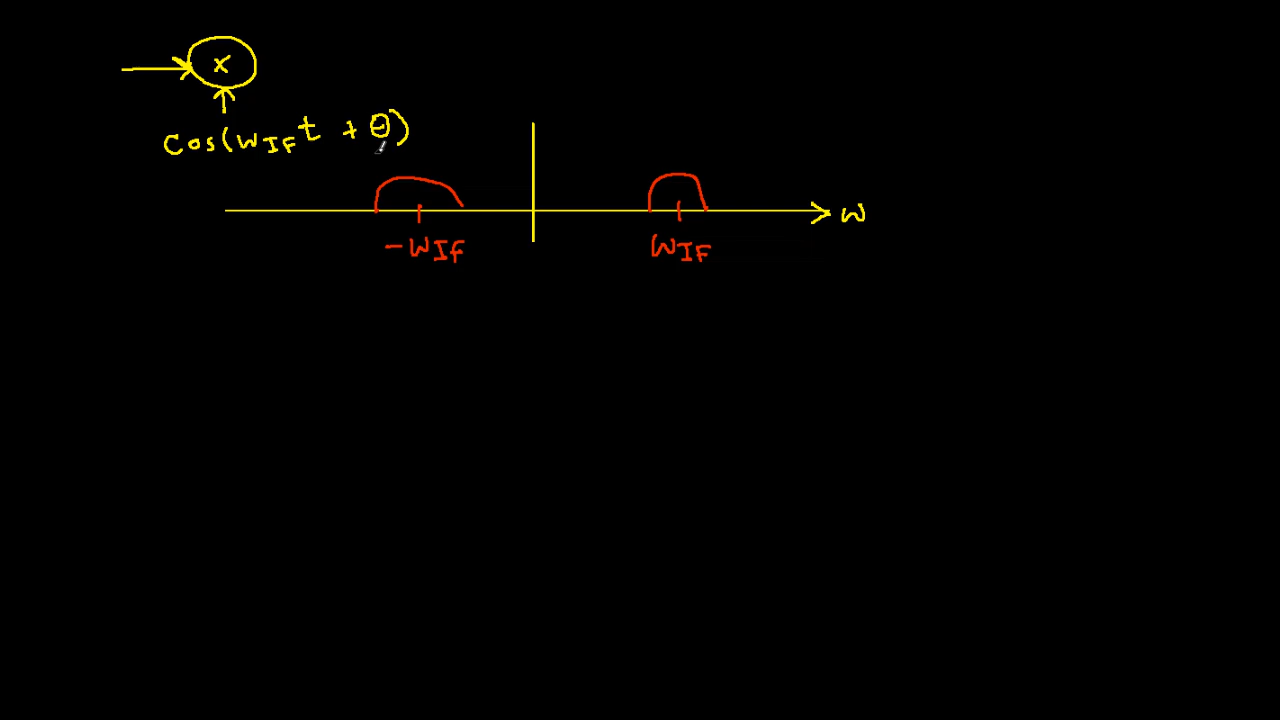 x
Cos(WIFt + θ)
W
-WIf
WIF